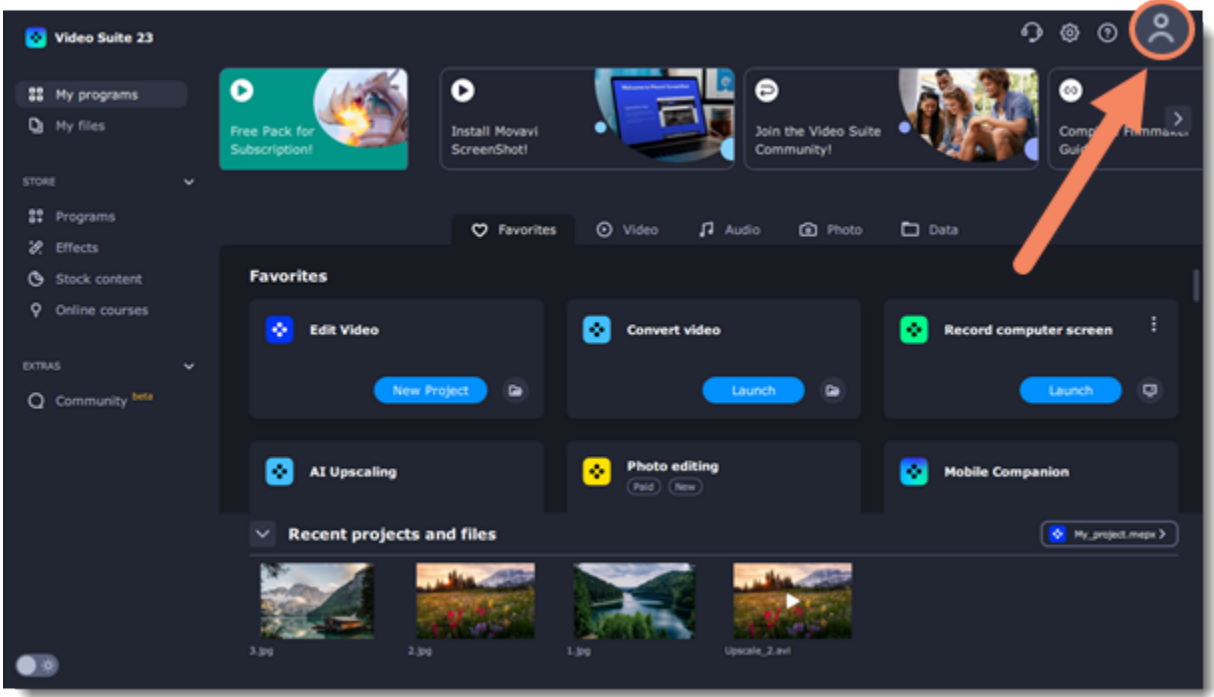 Video Suite 23
My programs
My files
STORE
Programs
Effects
Stock content
Online courses
EXTRAS
Community beta
Free Pack for
Subscription!
Install Movavi
ScreenShot!
Join the Video Suite
Community!
Favorites
Video
Audio
Photo
Data
Favorites
Edit Video
New Project
Convert video
Launch
Record computer screen
Launch
AI Upscaling
Photo editing
Paid
New
Mobile Companion
Recent projects and files
My_project.mepx
3.jpg
2.jpg
1.jpg
Upscale_2.avi